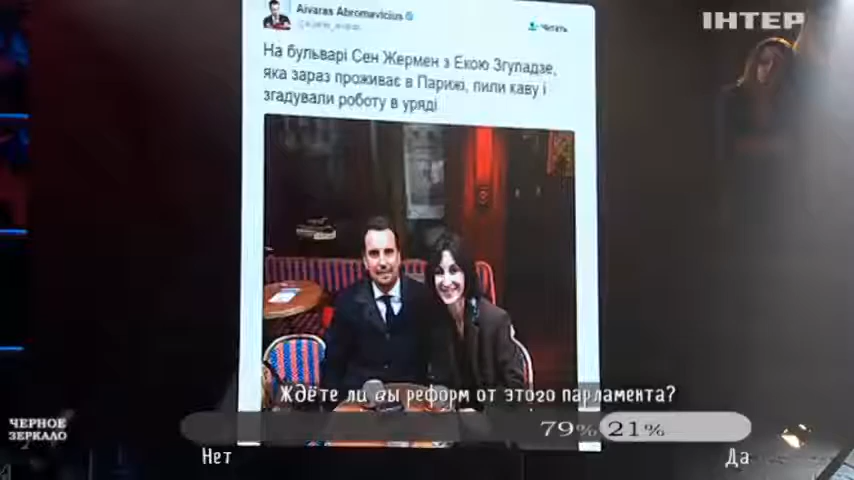 Aivaras Abromavicius
ІНТЕР
Читать
На бульварі Сен Жермен з Екою Згуладзе,
яка зараз проживає в Парижі, пили каву і
згадували роботу в уряді
Ждёте ли вы реформ от этого парламента?
ЧЕРНОЕ
ЗЕРКАЛО
79% 21%
Нет
Да